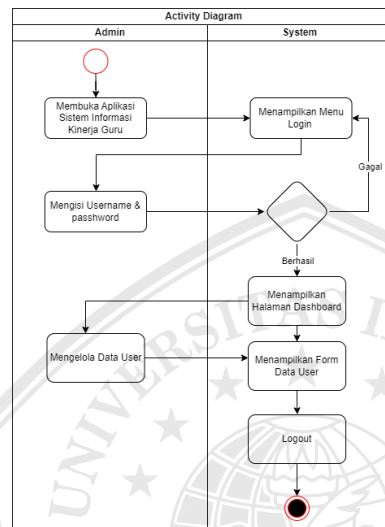 Activity Diagram
Admin
System
Membuka Aplikasi
Sistem Informasi
Kinerja Guru
Menampilkan Menu
Login
Gagal
Mengisi Username &
passhword
Berhasil
Menampilkan
Halaman Dashboard
Mengelola Data User
Menampilkan Form
Data User
Logout
UNIVERSITAS